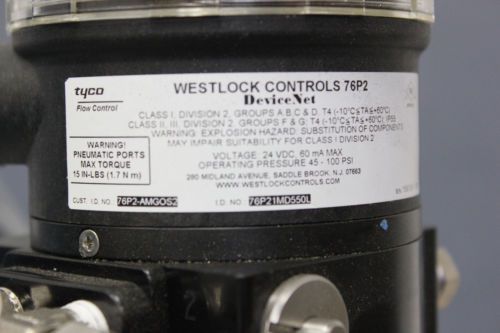 tyco
Flow Control
WESTLOCK CONTROLS 76P2
DeviceNet
CLASS I, DIVISION 2, GROUPS A,B,C & D, T4 (-10°C≤TA≤+60°C)
CLASS II, III, DIVISION 2, GROUPS F & G; T4 (-10°C≤TA≤+60°C), IP65
WARNING: EXPLOSION HAZARD. SUBSTITUTION OF COMPONENTS
MAY IMPAIR SUITABILITY FOR CLASS I DIVISION 2
VOLTAGE: 24 VDC, 60 mA MAX
OPERATING PRESSURE 45 - 100 PSI
280 MIDLAND AVENUE, SADDLE BROOK, N.J. 07663
WWW.WESTLOCKCONTROLS.COM
WARNING!
PNEUMATIC PORTS
MAX TORQUE
15 IN-LBS (1.7 N m)
CUST. I.D. NO. 76P2-AMGOS2
I.D. NO. 76P21MD550L
2